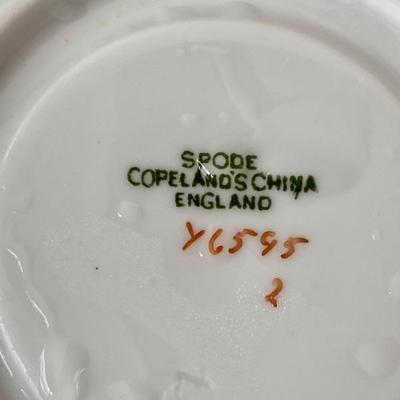 SPODE
COPELAND'S CHINA
ENGLAND
Y6595
2